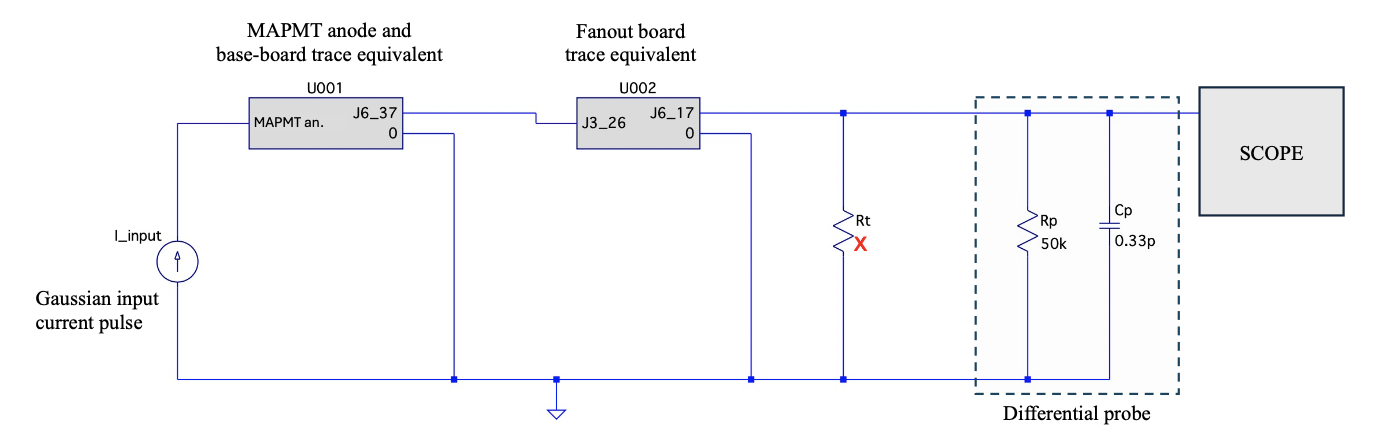 MAPMT anode and
base-board trace equivalent
Fanout board
trace equivalent
U001
U002
MAPMT an.
J6_37
0
J3_26
J6_17
0
SCOPE
I_input
Gaussian input
current pulse
Rt
X
Rp
50k
Cp
0.33p
Differential probe